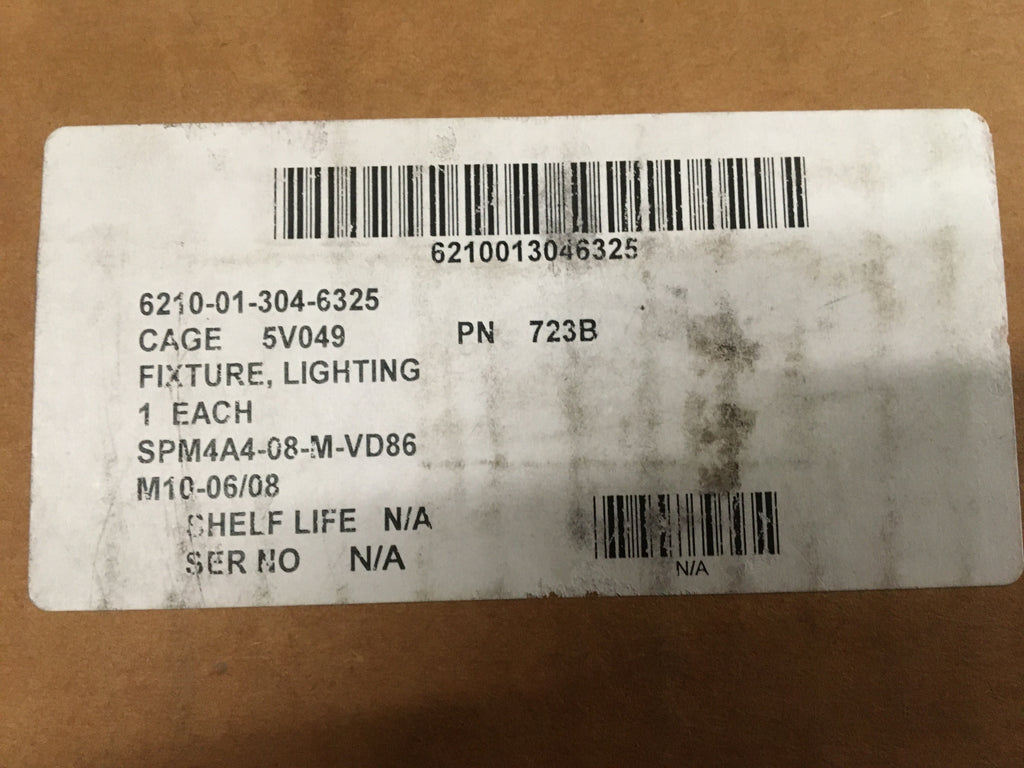 6210013046325
6210-01-304-6325
CAGE 5V049 PN 723B
FIXTURE, LIGHTING
1 EACH
SPM4A4-08-M-VD86
M10-06/08
SHELF LIFE N/A
SER NO N/A
N/A